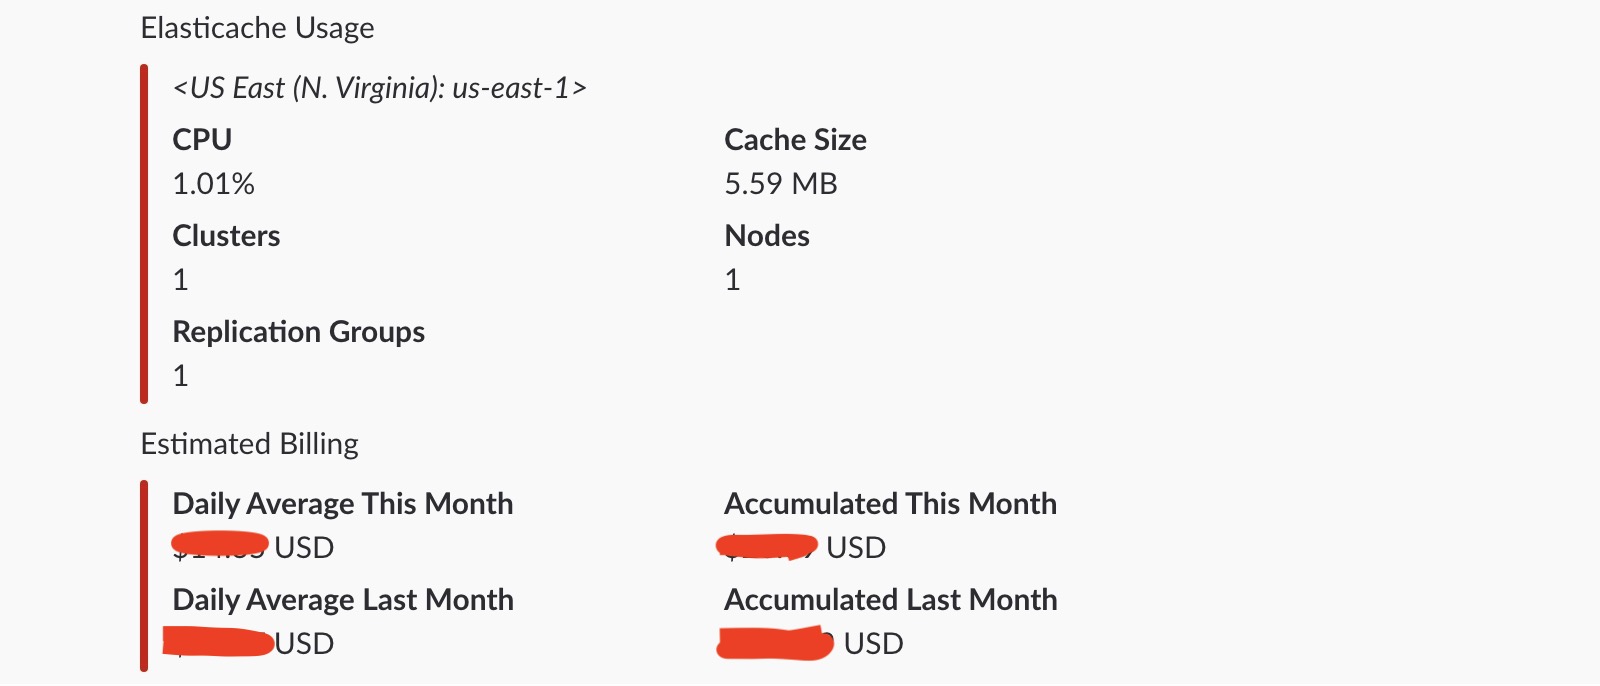 Elasticache Usage
<US East (N. Virginia): us-east-1>
CPU
Cache Size
1.01%
5.59 MB
Clusters
Nodes
1
1
Replication Groups
1
Estimated Billing
Daily Average This Month
Accumulated This Month
USD
USD
Daily Average Last Month
Accumulated Last Month
USD
USD